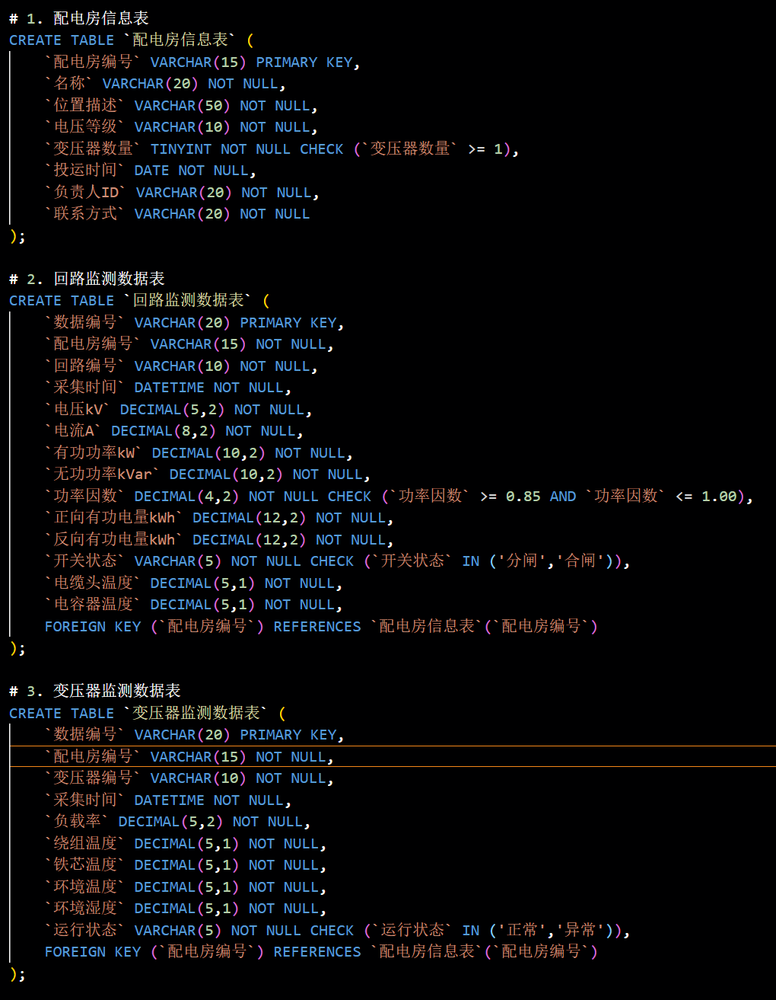 # 1. 配电房信息表
CREATE TABLE `配电房信息表` (
`配电房编号` VARCHAR(15) PRIMARY KEY,
`名称` VARCHAR(20) NOT NULL,
`位置描述` VARCHAR(50) NOT NULL,
`电压等级` VARCHAR(10) NOT NULL,
`变压器数量` TINYINT NOT NULL CHECK (`变压器数量` >= 1),
`投运时间` DATE NOT NULL,
`负责人ID` VARCHAR(20) NOT NULL,
`联系方式` VARCHAR(20) NOT NULL
);
# 2. 回路监测数据表
CREATE TABLE `回路监测数据表` (
`数据编号` VARCHAR(20) PRIMARY KEY,
`配电房编号` VARCHAR(15) NOT NULL,
`回路编号` VARCHAR(10) NOT NULL,
`采集时间` DATETIME NOT NULL,
`电压kV` DECIMAL(5,2) NOT NULL,
`电流A` DECIMAL(8,2) NOT NULL,
`有功功率kW` DECIMAL(10,2) NOT NULL,
`无功功率kVar` DECIMAL(10,2) NOT NULL,
`功率因数` DECIMAL(4,2) NOT NULL CHECK (`功率因数` >= 0.85 AND `功率因数` <= 1.00),
`正向有功电量kWh` DECIMAL(12,2) NOT NULL,
`反向有功电量kWh` DECIMAL(12,2) NOT NULL,
`开关状态` VARCHAR(5) NOT NULL CHECK (`开关状态` IN ('分闸','合闸')),
`电缆头温度` DECIMAL(5,1) NOT NULL,
`电容器温度` DECIMAL(5,1) NOT NULL,
FOREIGN KEY (`配电房编号`) REFERENCES `配电房信息表`(`配电房编号`)
);
# 3. 变压器监测数据表
CREATE TABLE `变压器监测数据表` (
`数据编号` VARCHAR(20) PRIMARY KEY,
`配电房编号` VARCHAR(15) NOT NULL,
`变压器编号` VARCHAR(10) NOT NULL,
`采集时间` DATETIME NOT NULL,
`负载率` DECIMAL(5,2) NOT NULL,
`绕组温度` DECIMAL(5,1) NOT NULL,
`铁芯温度` DECIMAL(5,1) NOT NULL,
`环境温度` DECIMAL(5,1) NOT NULL,
`环境湿度` DECIMAL(5,1) NOT NULL,
`运行状态` VARCHAR(5) NOT NULL CHECK (`运行状态` IN ('正常','异常')),
FOREIGN KEY (`配电房编号`) REFERENCES `配电房信息表`(`配电房编号`)
);